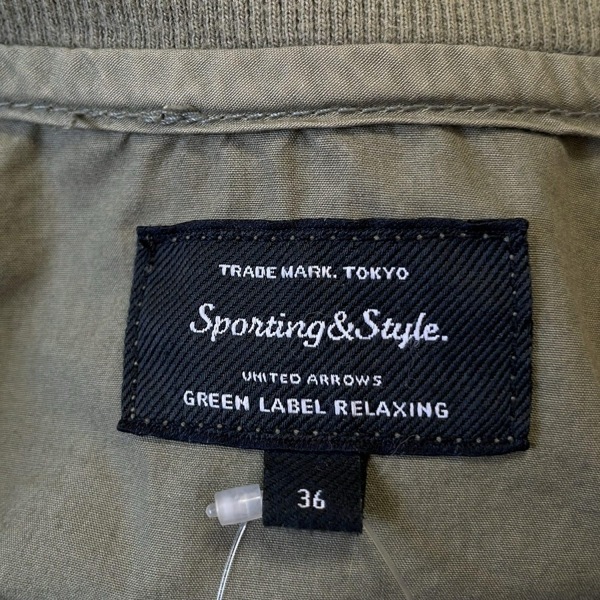 TRADE MARK. TOKYO
Sporting&Style.
UNITED ARROWS
GREEN LABEL RELAXING
36